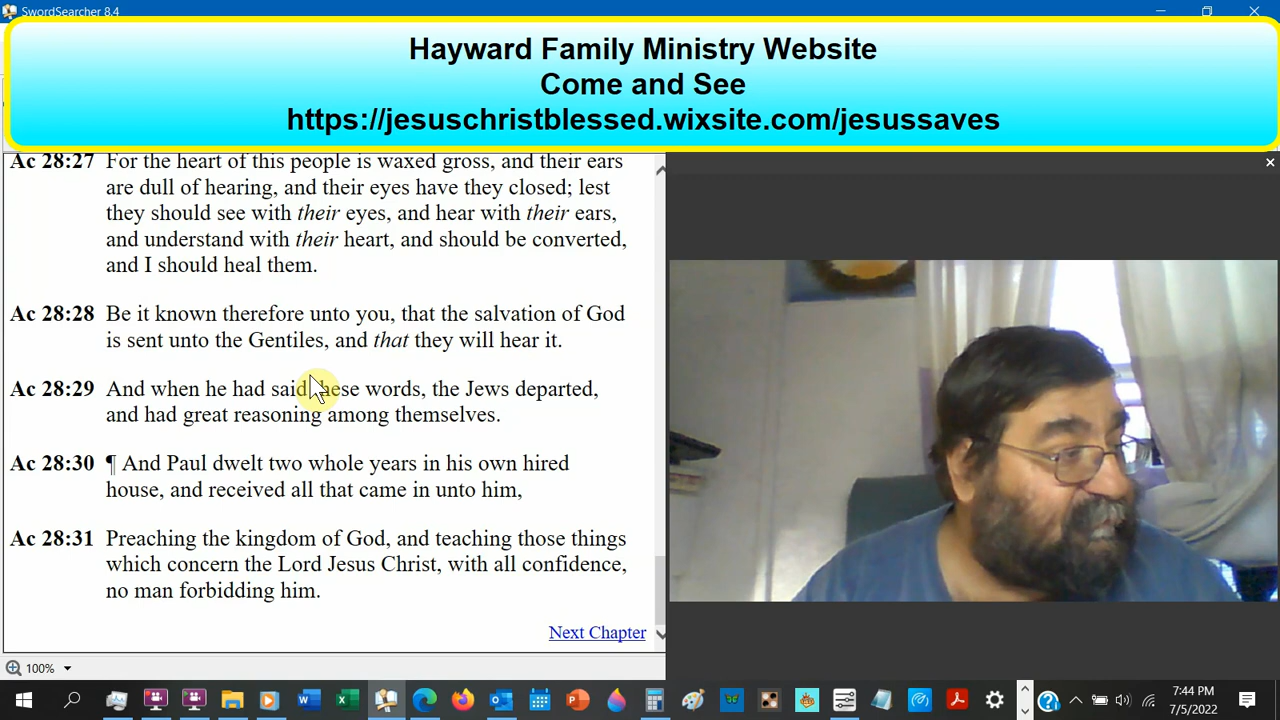 SwordSearcher 8.4
Hayward Family Ministry Website
Come and See
https://jesuschristblessed.wixsite.com/jesussaves
Ac 28:27 For the heart of this people is waxed gross, and their ears
are dull of hearing, and their eyes have they closed; lest
they should see with their eyes, and hear with their ears,
and understand with their heart, and should be converted,
and I should heal them.
Ac 28:28 Be it known therefore unto you, that the salvation of God
is sent unto the Gentiles, and that they will hear it.
Ac 28:29 And when he had said these words, the Jews departed,
and had great reasoning among themselves.
Ac 28:30 ¶ And Paul dwelt two whole years in his own hired
house, and received all that came in unto him,
Ac 28:31 Preaching the kingdom of God, and teaching those things
which concern the Lord Jesus Christ, with all confidence,
no man forbidding him.
Next Chapter
100%
7:44 PM
7/5/2022